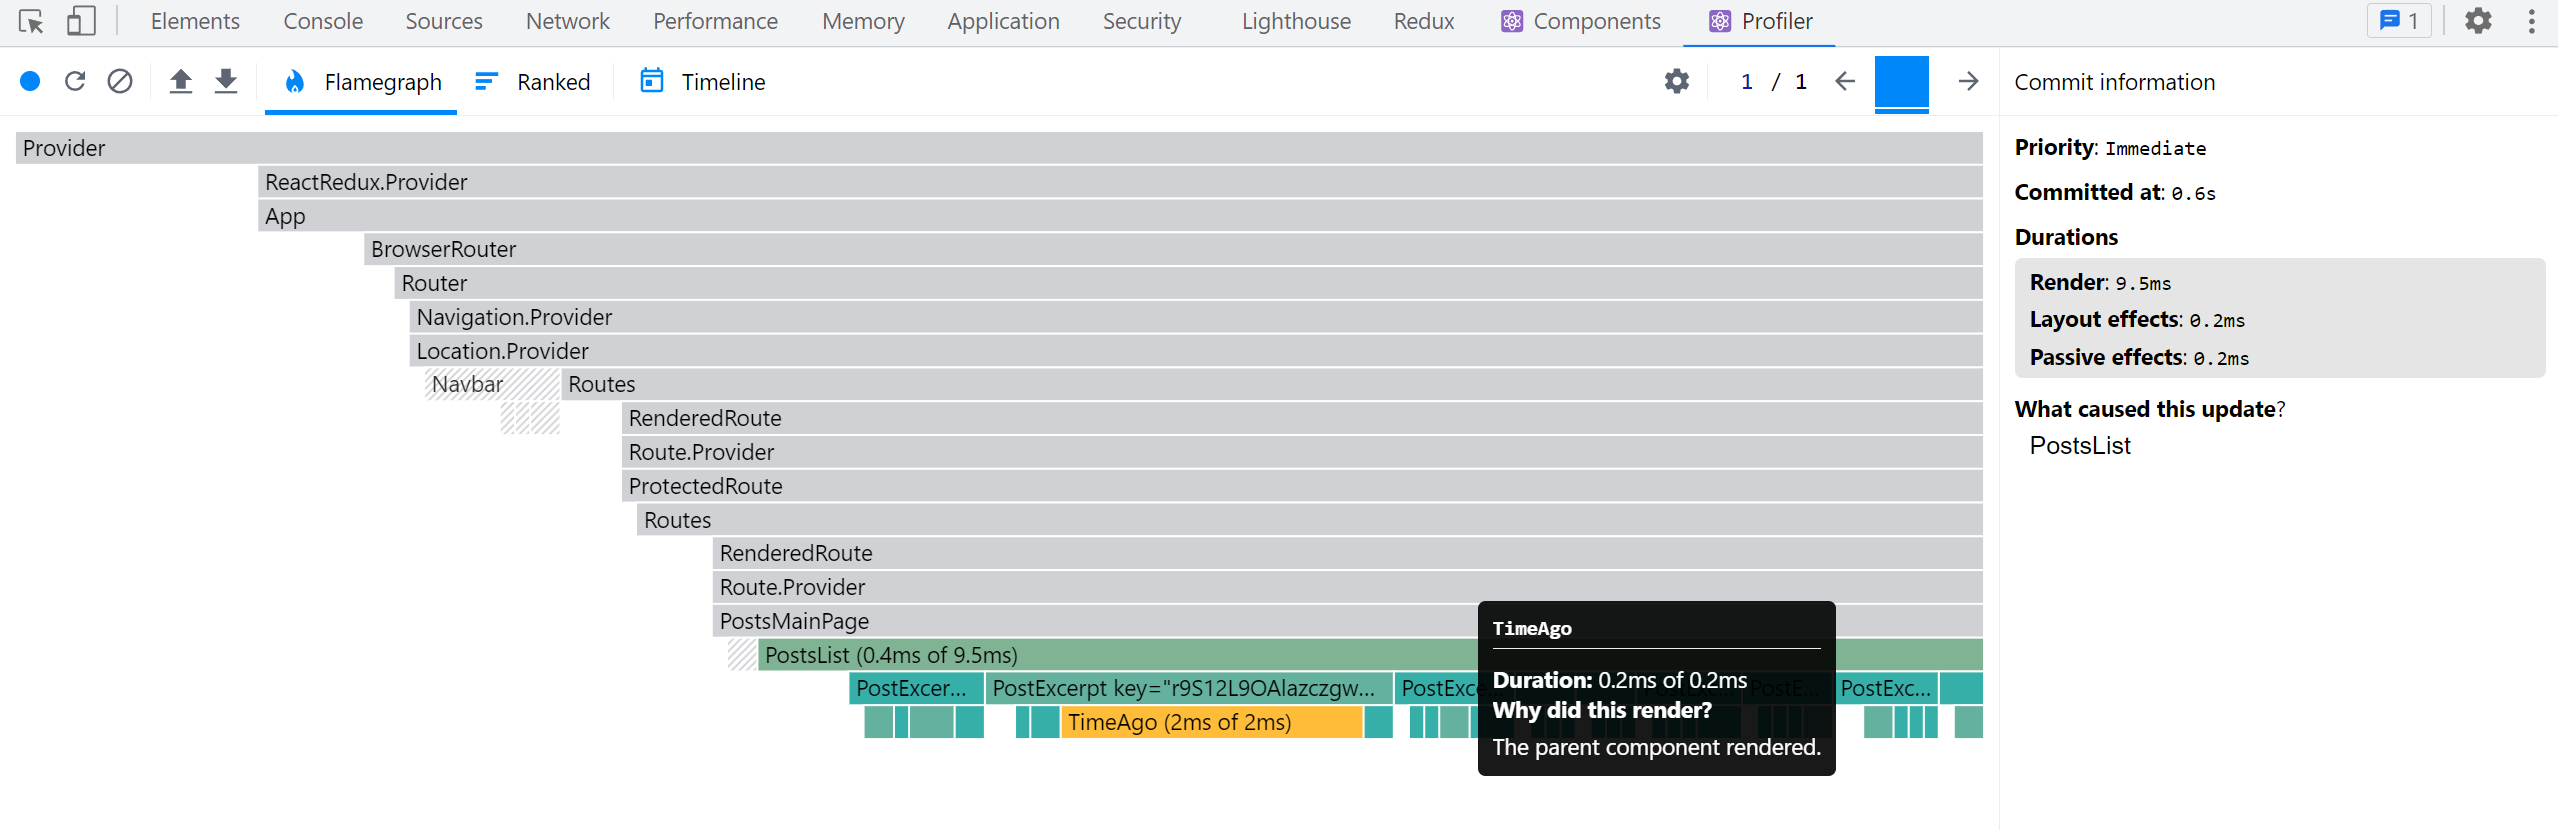 Elements Console Sources Network Performance Memory Application Security Lighthouse Redux Components Profiler 1
Flamegraph Ranked Timeline 1 / 1 Commit information
Provider
ReactRedux.Provider
App
BrowserRouter
Router
Navigation.Provider
Location.Provider
Navbar Routes
RenderedRoute
Route.Provider
ProtectedRoute
Routes
RenderedRoute
Route.Provider
PostsMainPage
PostsList (0.4ms of 9.5ms)
PostExcer... PostExcerpt key="r9S12L9OAlazczgw... PostExce... PostExc...
TimeAgo (2ms of 2ms)
TimeAgo
Duration: 0.2ms of 0.2ms
Why did this render?
The parent component rendered.
Priority: Immediate
Committed at: 0.6s
Durations
Render: 9.5ms
Layout effects: 0.2ms
Passive effects: 0.2ms
What caused this update?
PostsList